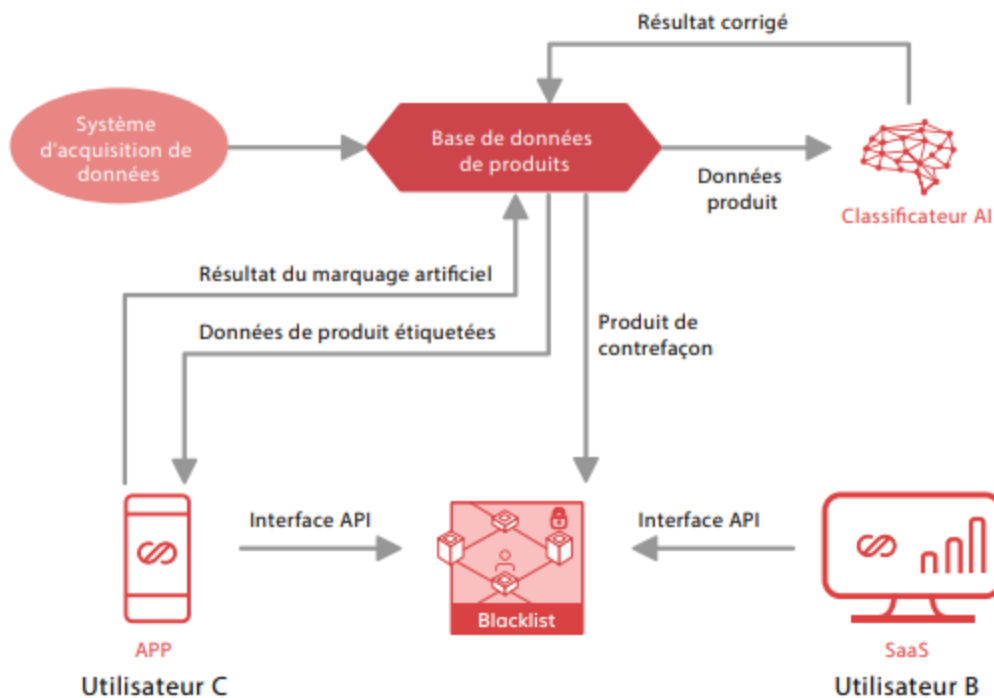 Résultat corrigé
Système
d'acquisition de
données
Base de données
de produits
Données
produit
Classificateur AI
Résultat du marquage artificiel
Données de produit étiquetées
Produit de
contrefaçon
Interface API
Interface API
Blacklist
APP
SaaS
Utilisateur C
Utilisateur B